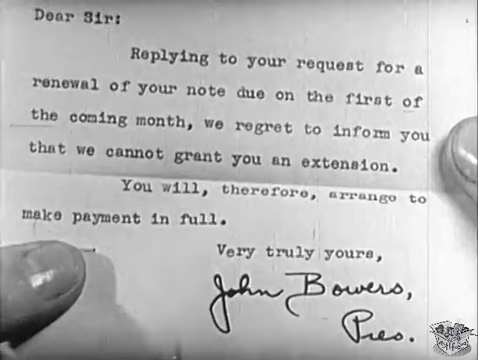 Dear Sir:
Replying to your request for a
renewal of your note due on the first of
the coming month, we regret to inform you
that we cannot grant you an extension.
You will, therefore, arrange to
make payment in full.
Very truly yours,
John Bowers,
Pres.